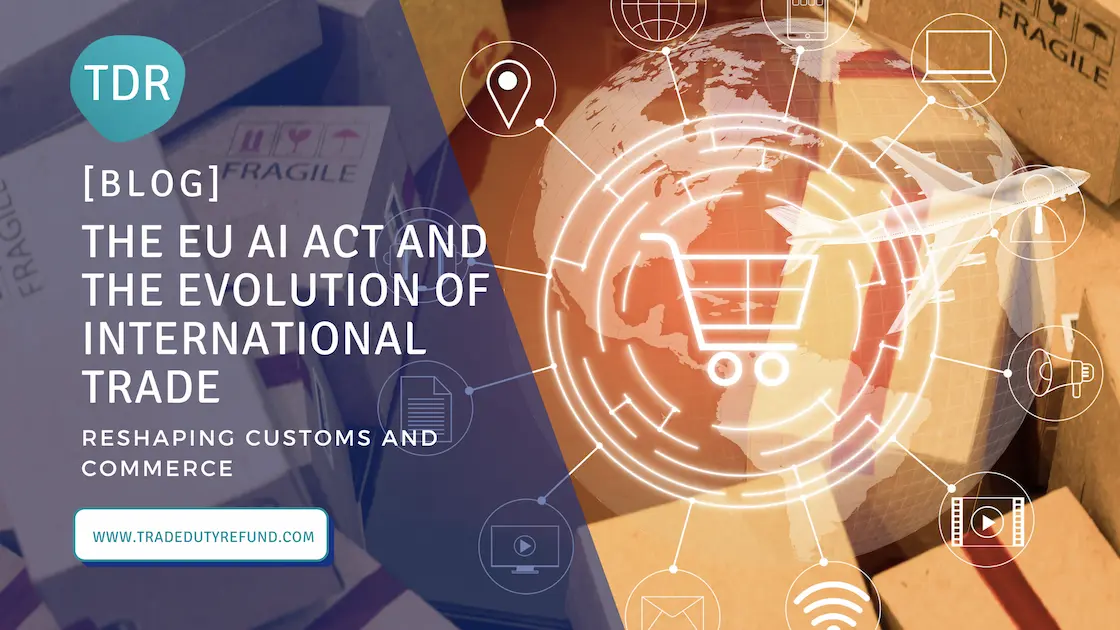 TDR
[BLOG]
THE EU AI ACT AND
THE EVOLUTION OF
INTERNATIONAL
TRADE
RESHAPING CUSTOMS AND
COMMERCE
WWW.TRADEDUTYREFUND.COM
FRAGILE
FRAGILE
FRAGILE